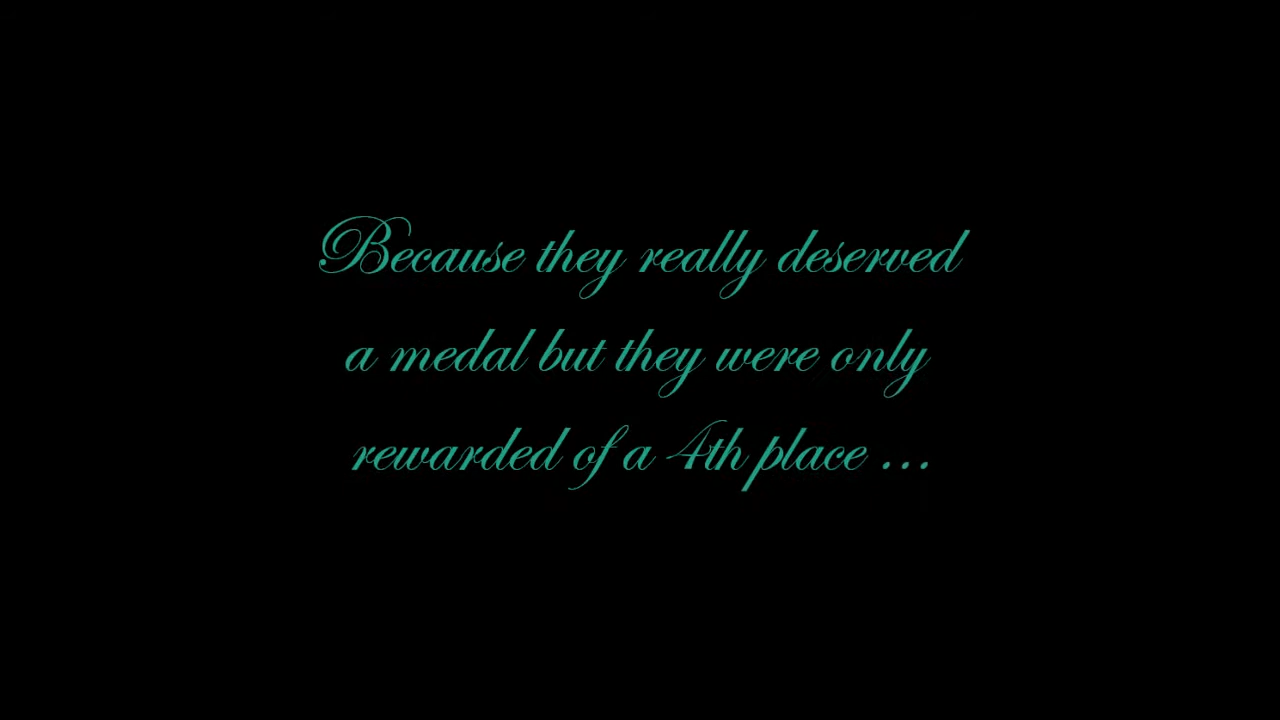 Because they really deserved
a medal but they were only
rewarded of a 4th place ...